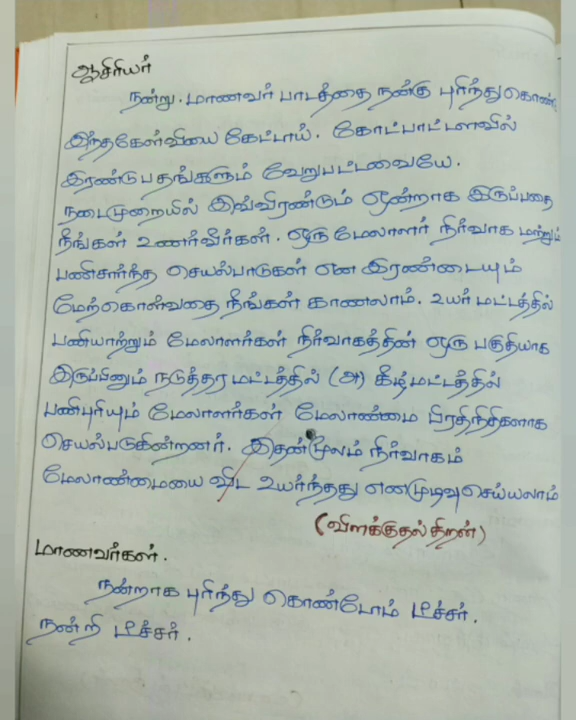 ஆசிரியர்
நன்று. மாணவர் பாடத்தை நன்கு புரிந்து கொண்
இந்தகேள்வியை கேட்டாய். கோட்பாட்டளவில்
இரண்டு பதங்களும் வேறுபட்டவையே.
நடைமுறையில் இவ்விரண்டும் ஒன்றாக இருப்பதை
நீங்கள் உணர்வீர்கள். ஒரு மேலாளர் நிர்வாக மற்றும்
பணிசார்ந்த செயல்பாடுகள் என இரண்டையும்
மேற்கொள்வதை நீங்கள் காணலாம். உயர் மட்டத்தில்
பணியாற்றும் மேலாளர்கள் நிர்வாகத்தின் ஒரு பகுதியாக
இருப்பினும் நடுத்தர மட்டத்தில் (அ) கீழ்மட்டத்தில்
பணிபுரியும் மேலாளர்கள் மேலாண்மை பிரதிநிதிகளாக
செயல்படுகின்றனர். இதன்மூலம் நிர்வாகம்
மேலாண்மையை விட உயர்ந்தது எனமுடிவு செய்யலாம்
(விளக்குதல் திறன்)
மாணவர்கள்.
நன்றாக புரிந்து கொண்டோம் டீச்சர்.
நன்றி டீச்சர்.